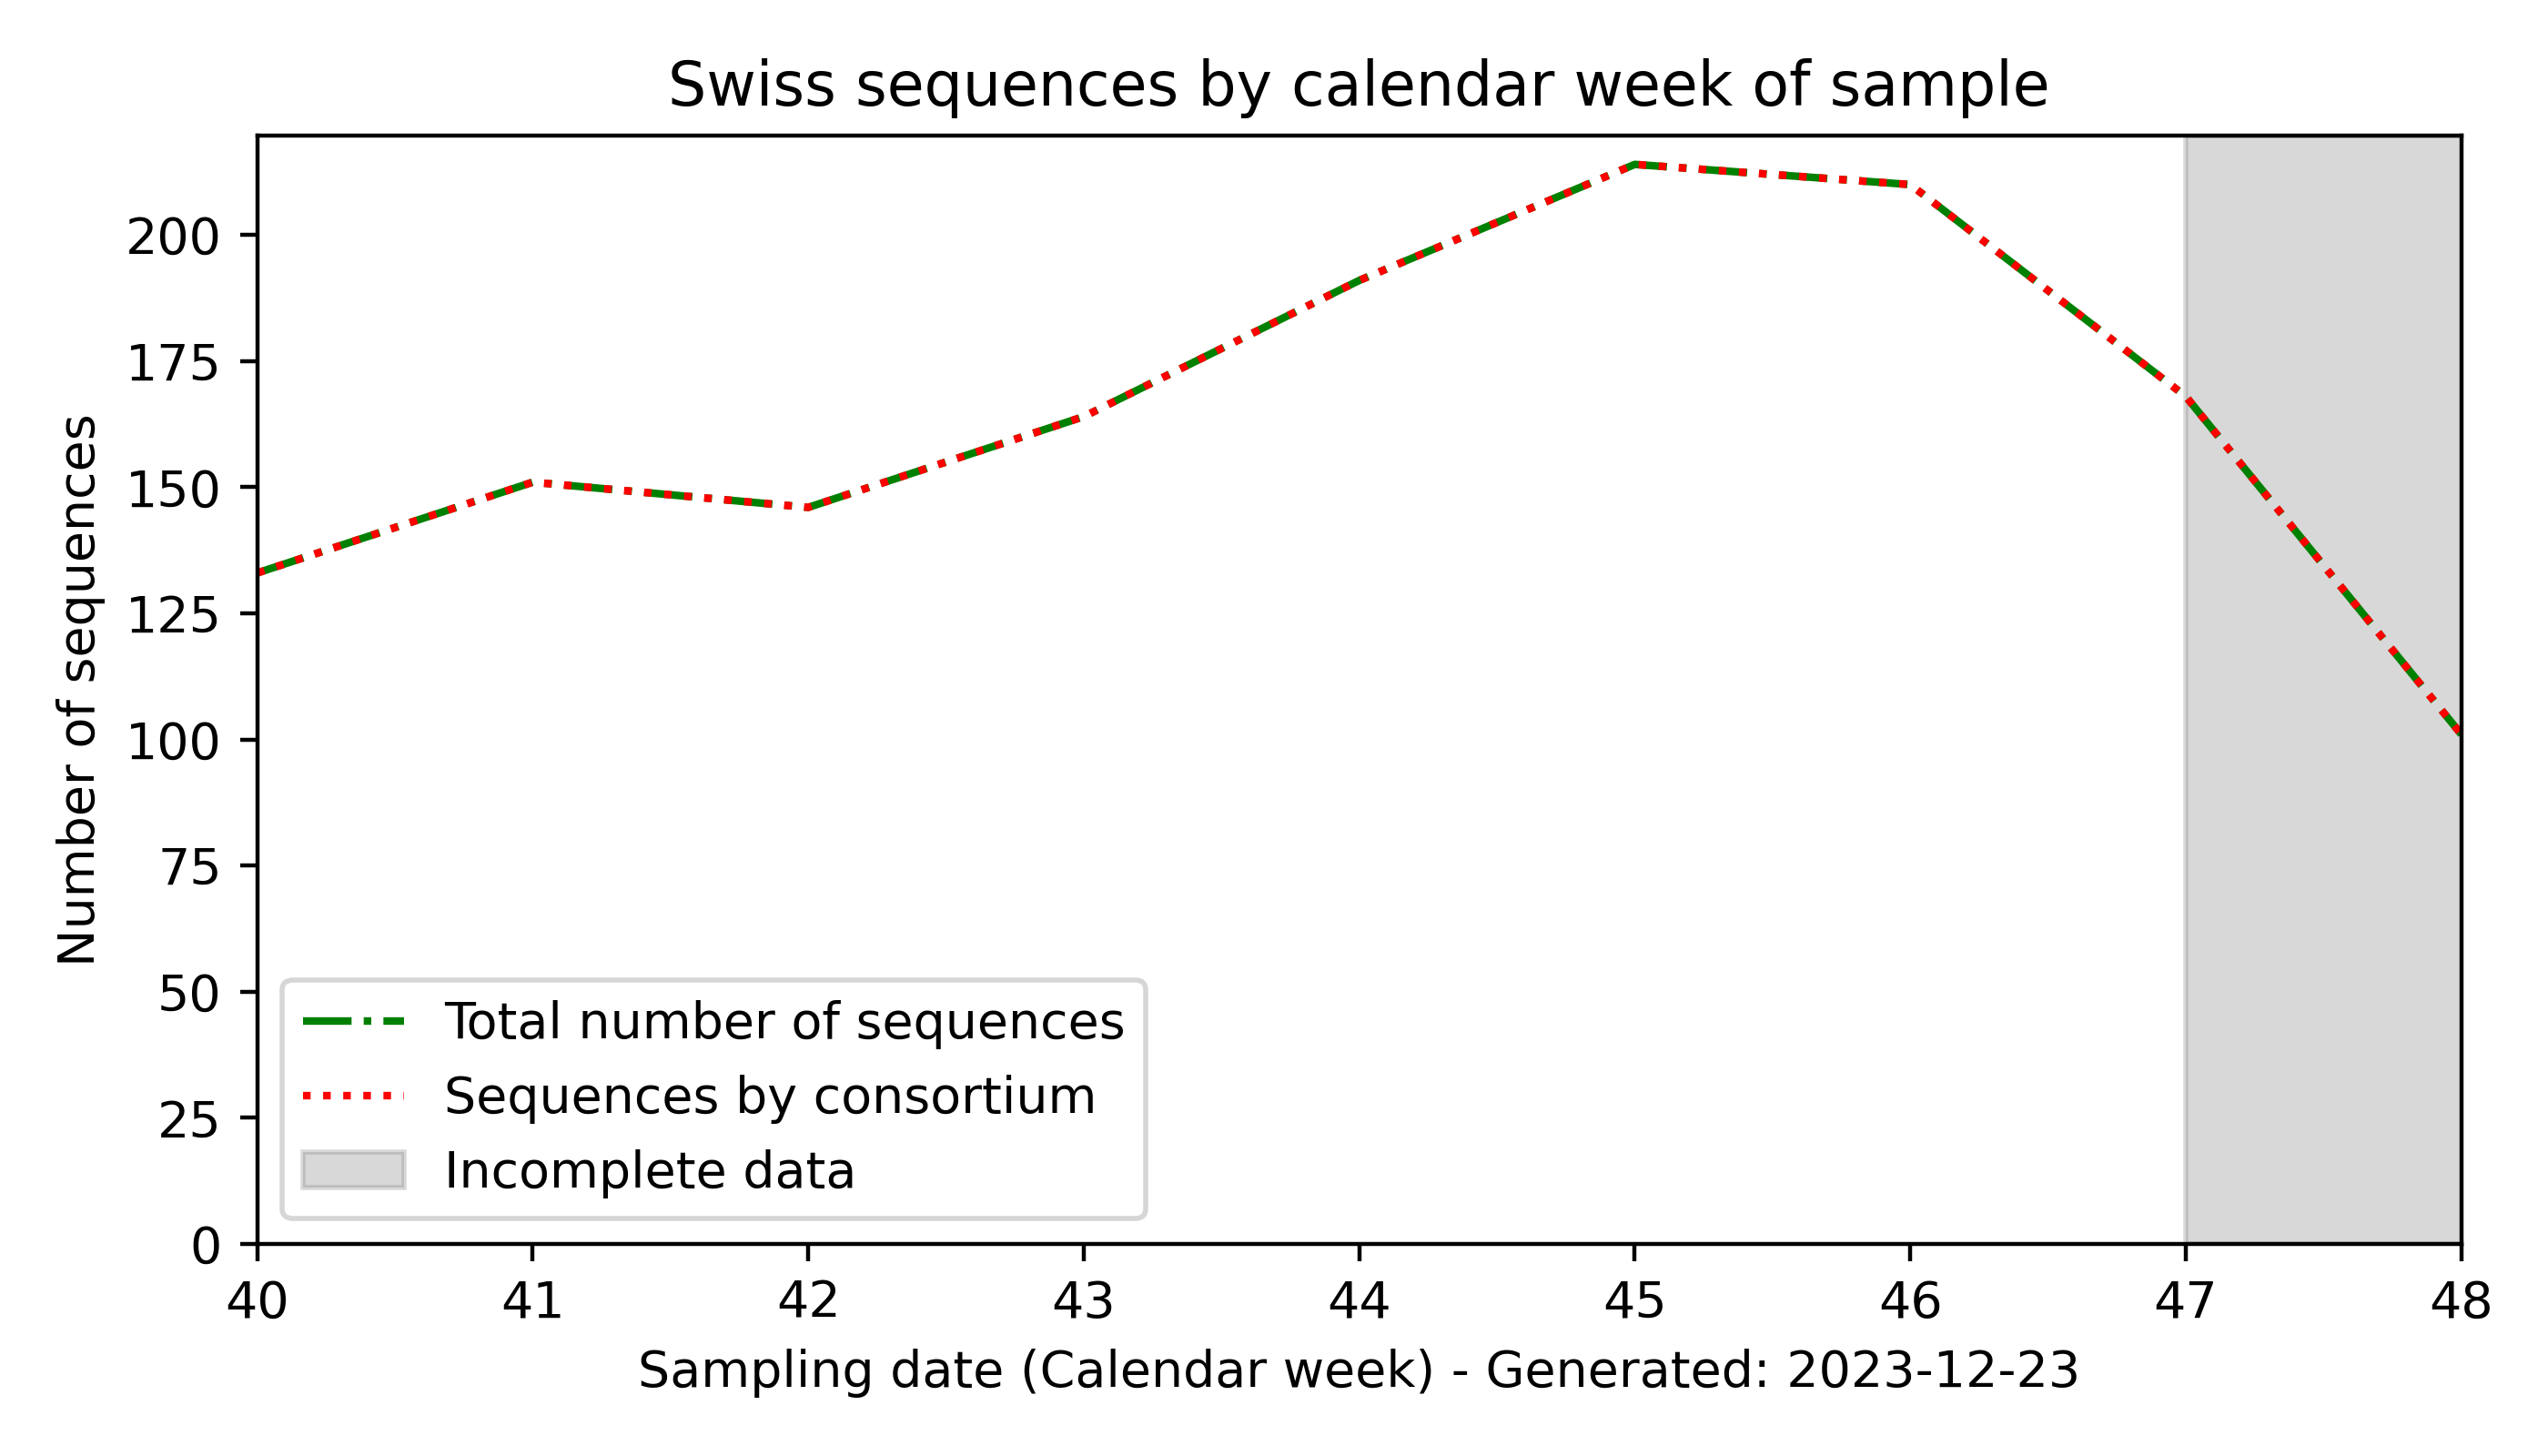 Swiss sequences by calendar week of sample
Number of sequences
200
175
150
125
100
75
50
25
0
Total number of sequences
Sequences by consortium
Incomplete data
40 41 42 43 44 45 46 47 48
Sampling date (Calendar week) - Generated: 2023-12-23